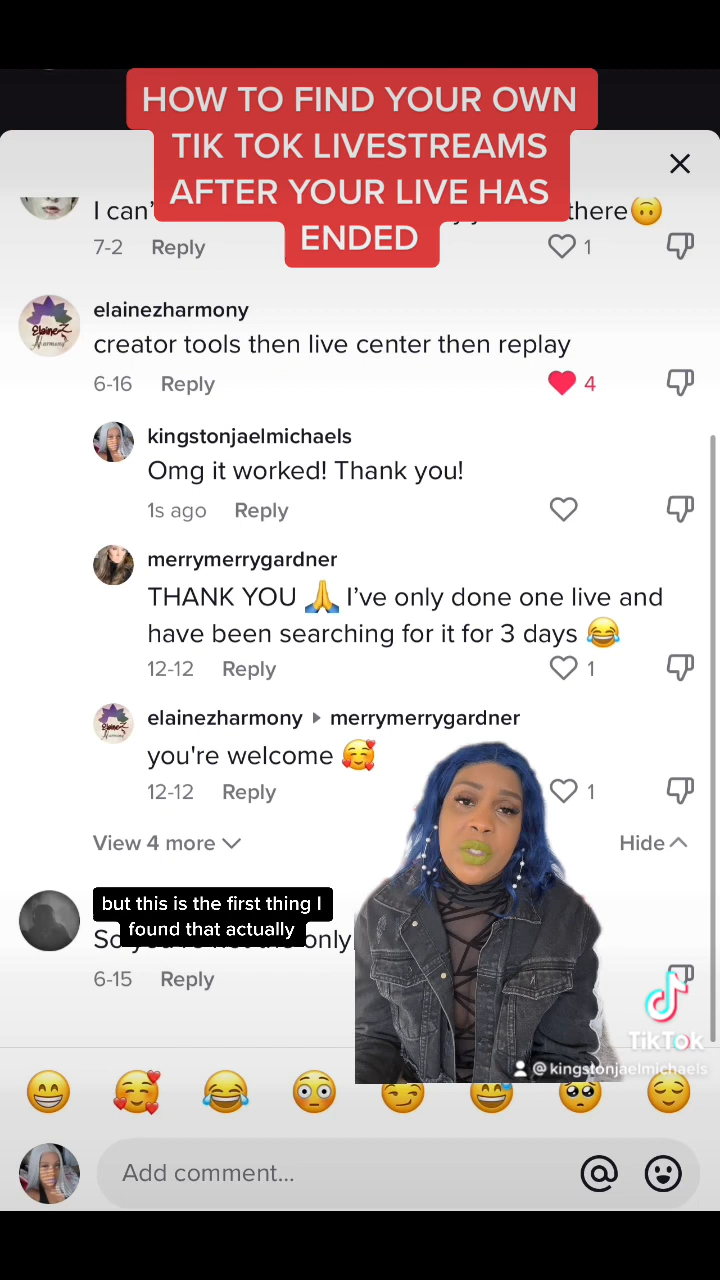 HOW TO FIND YOUR OWN
TIK TOK LIVESTREAMS
AFTER YOUR LIVE HAS
ENDED
I can’ there🙃
7-2 Reply 1
elainezharmony
creator tools then live center then replay
6-16 Reply 4
kingstonjaelmichaels
Omg it worked! Thank you!
1s ago Reply
merrymerrygardner
THANK YOU 🙏 I’ve only done one live and
have been searching for it for 3 days 😂
12-12 Reply 1
elainezharmony ▸ merrymerrygardner
you're welcome 🥰
12-12 Reply 1
View 4 more Hide
but this is the first thing I
found that actually
only
6-15 Reply
TikTok
@kingstonjaelmichaels
😁 🥰 😂 😳 😏 😅 🥺 😌
Add comment...